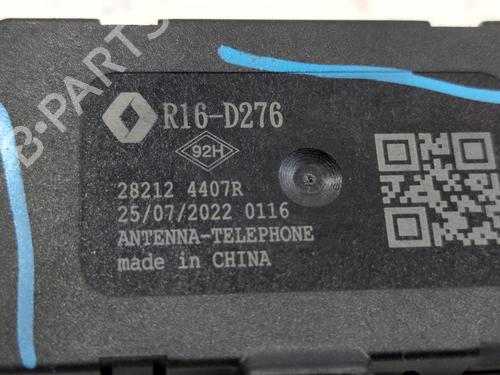 B-PARTS
R16-D276
92H
28212 4407R
25/07/2022 0116
ANTENNA-TELEPHONE
made in CHINA